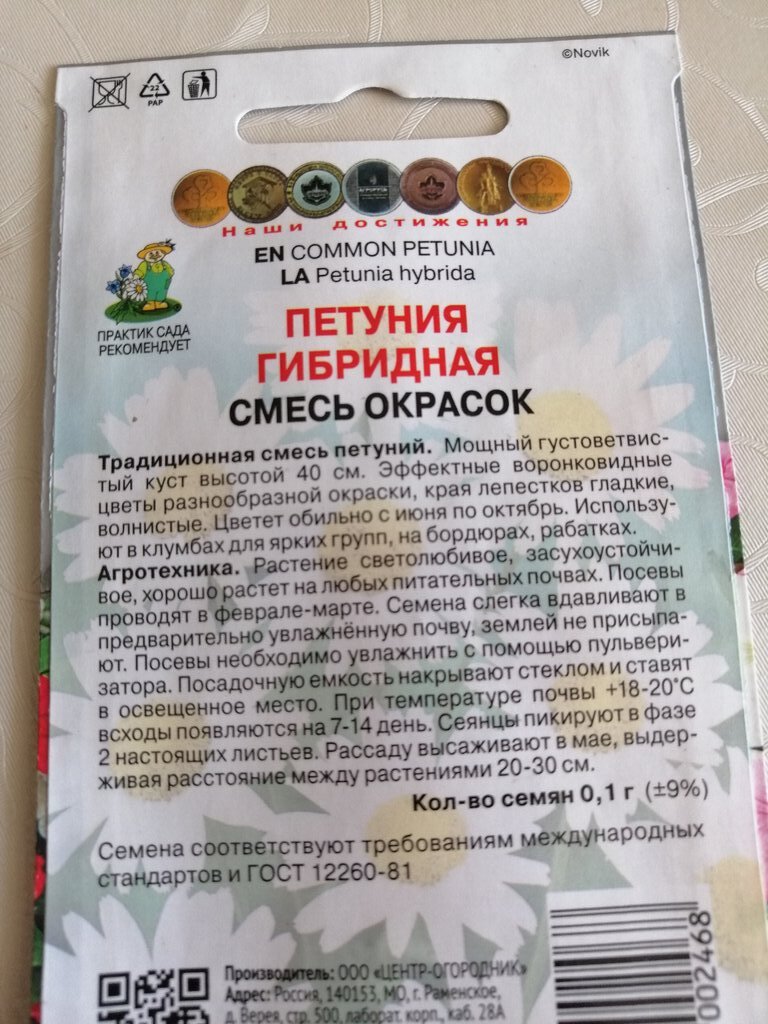 ©Novik
22
PAP
Наши достижения
EN COMMON PETUNIA
LA Petunia hybrida
ПРАКТИК САДА
РЕКОМЕНДУЕТ
ПЕТУНИЯ
ГИБРИДНАЯ
СМЕСЬ ОКРАСОК
Традиционная смесь петуний. Мощный густоветвис-
тый куст высотой 40 см. Эффектные воронковидные
цветы разнообразной окраски, края лепестков гладкие,
волнистые. Цветет обильно с июня по октябрь. Использу-
ют в клумбах для ярких групп, на бордюрах, рабатках.
Агротехника. Растение светолюбивое, засухоустойчи-
вое, хорошо растет на любых питательных почвах. Посевы
проводят в феврале-марте. Семена слегка вдавливают в
предварительно увлажнённую почву, землей не присыпа-
ют. Посевы необходимо увлажнить с помощью пульвери-
затора. Посадочную емкость накрывают стеклом и ставят
в освещенное место. При температуре почвы +18-20°С
всходы появляются на 7-14 день. Сеянцы пикируют в фазе
2 настоящих листьев. Рассаду высаживают в мае, выдер-
живая расстояние между растениями 20-30 см.
Кол-во семян 0,1 г (±9%)
Семена соответствуют требованиям международных
стандартов и ГОСТ 12260-81
Производитель: ООО «ЦЕНТР-ОГОРОДНИК»
Адрес: Россия, 140153, МО, г. Раменское,
д. Верея, стр. 500, лаборат. корп., каб. 28А
002468